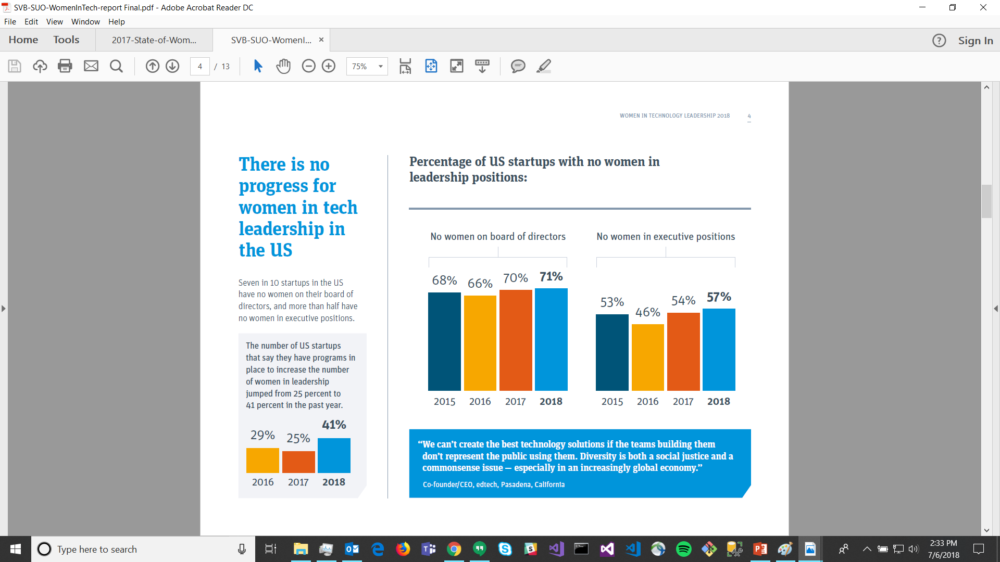 SVB-SUO-WomenInTech-report Final.pdf - Adobe Acrobat Reader DC
File Edit View Window Help
Home Tools 2017-State-of-Wom... SVB-SUO-WomenI... Sign In
4 / 13 75%
WOMEN IN TECHNOLOGY LEADERSHIP 2018 4
There is no
progress for
women in tech
leadership in
the US
Seven in 10 startups in the US
have no women on their board of
directors, and more than half have
no women in executive positions.
The number of US startups
that say they have programs in
place to increase the number
of women in leadership
jumped from 25 percent to
41 percent in the past year.
29% 25% 41%
2016 2017 2018
Percentage of US startups with no women in
leadership positions:
No women on board of directors
68% 66% 70% 71%
2015 2016 2017 2018
No women in executive positions
53% 46% 54% 57%
2015 2016 2017 2018
“We can’t create the best technology solutions if the teams building them
don’t represent the public using them. Diversity is both a social justice and a
commonsense issue — especially in an increasingly global economy.”
Co-founder/CEO, edtech, Pasadena, California
Type here to search
2:33 PM
7/6/2018